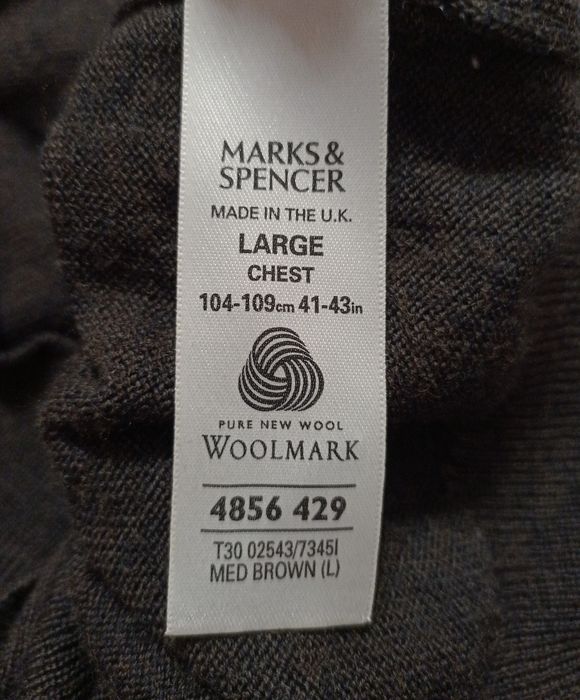 MARKS &
SPENCER
MADE IN THE U.K.
LARGE
CHEST
104-109cm 41-43in
PURE NEW WOOL
WOOLMARK
4856 429
T30 02543/7345I
MED BROWN (L)